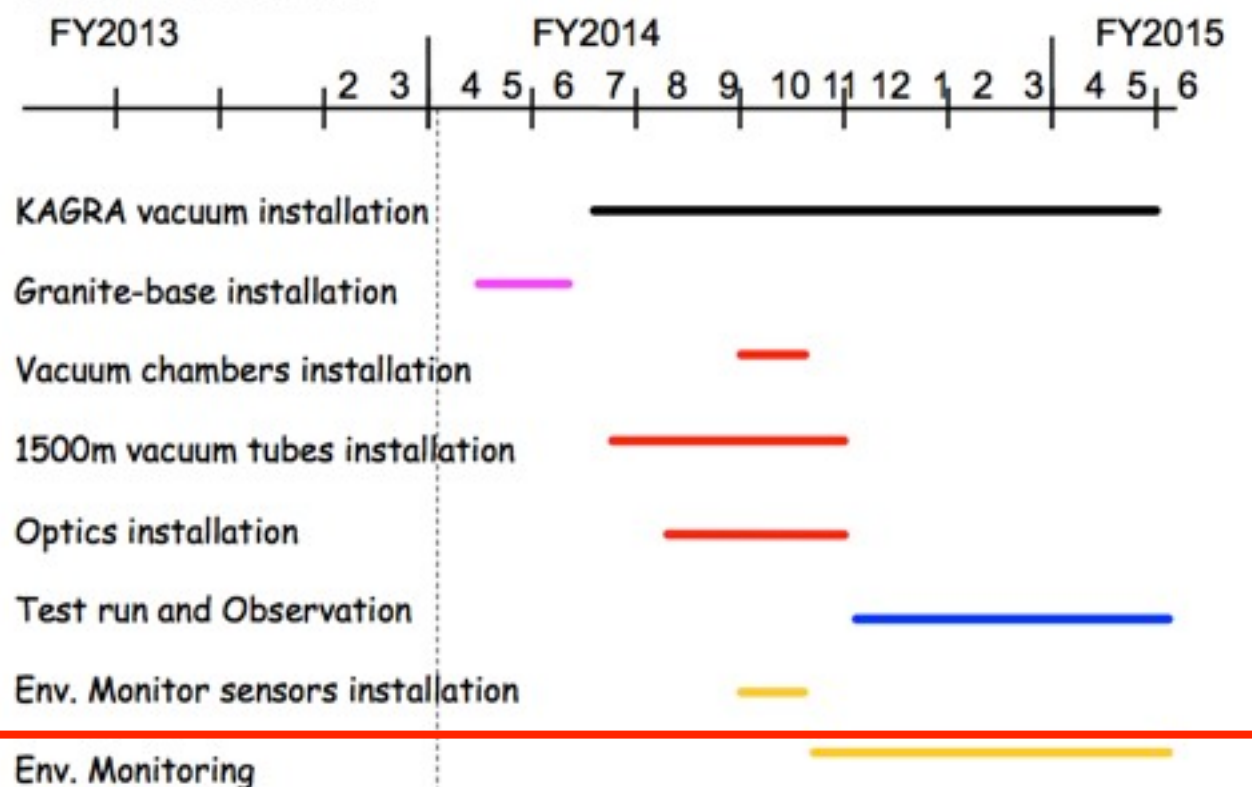 FY2013 FY2014 FY2015
2 3 4 5 6 7 8 9 10 11 12 1 2 3 4 5 6
KAGRA vacuum installation
Granite-base installation
Vacuum chambers installation
1500m vacuum tubes installation
Optics installation
Test run and Observation
Env. Monitor sensors installation
Env. Monitoring